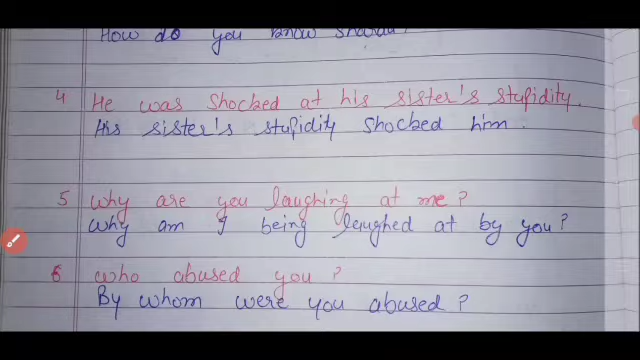 How do you know
4 He was shocked at his sister's stupidity.
His sister's stupidity shocked him.
5 why are you laughing at me?
why am I being laughed at by you?
6 who abused you?
By whom were you abused?